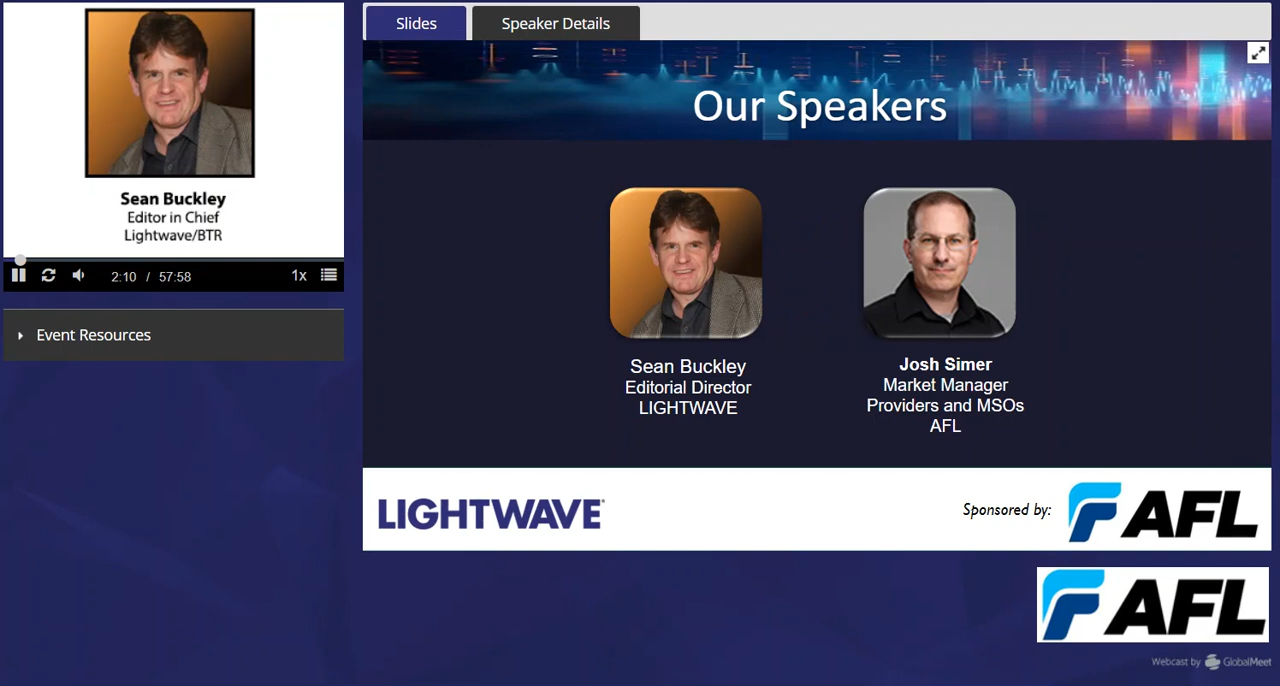 Slides
Speaker Details
Our Speakers
Sean Buckley
Editor in Chief
Lightwave/BTR
2:10 / 57:58
1x
Event Resources
Sean Buckley
Editorial Director
LIGHTWAVE
Josh Simer
Market Manager
Providers and MSOs
AFL
LIGHTWAVE
Sponsored by:
AFL
AFL
Webcast by GlobalMeet